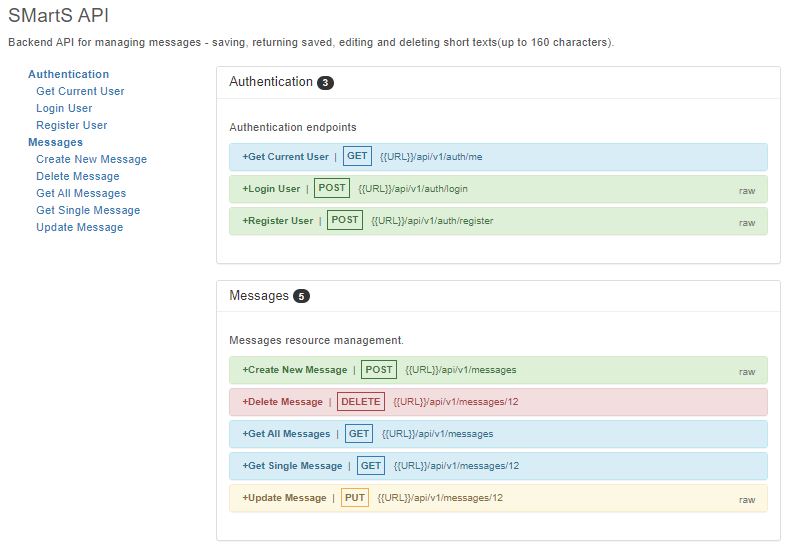 SMartS API
Backend API for managing messages - saving, returning saved, editing and deleting short texts(up to 160 characters).
Authentication
Get Current User
Login User
Register User
Messages
Create New Message
Delete Message
Get All Messages
Get Single Message
Update Message
Authentication 3
Authentication endpoints
+Get Current User | GET {{URL}}/api/v1/auth/me
+Login User | POST {{URL}}/api/v1/auth/login raw
+Register User | POST {{URL}}/api/v1/auth/register raw
Messages 5
Messages resource management.
+Create New Message | POST {{URL}}/api/v1/messages raw
+Delete Message | DELETE {{URL}}/api/v1/messages/12
+Get All Messages | GET {{URL}}/api/v1/messages
+Get Single Message | GET {{URL}}/api/v1/messages/12
+Update Message | PUT {{URL}}/api/v1/messages/12 raw